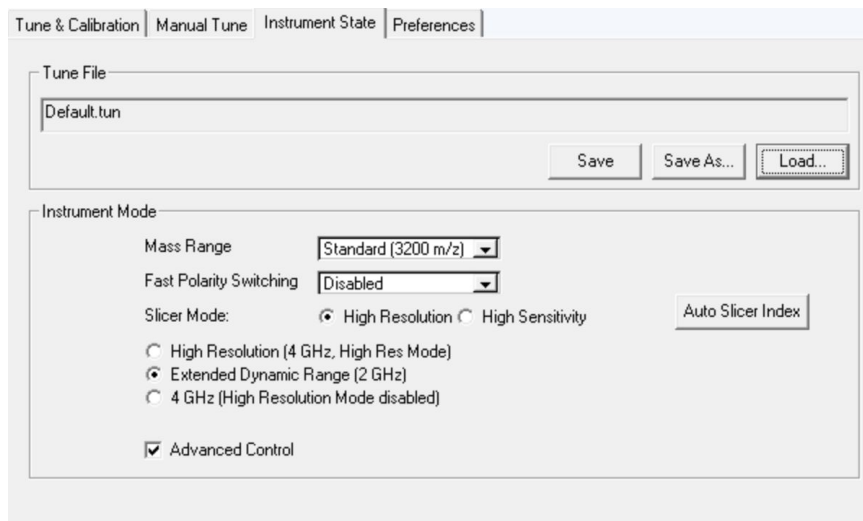 Tune & Calibration Manual Tune Instrument State Preferences
Tune File
Default.tun
Save Save As... Load...
Instrument Mode
Mass Range Standard (3200 m/z)
Fast Polarity Switching Disabled
Slicer Mode: High Resolution High Sensitivity Auto Slicer Index
High Resolution (4 GHz, High Res Mode)
Extended Dynamic Range (2 GHz)
4 GHz (High Resolution Mode disabled)
Advanced Control